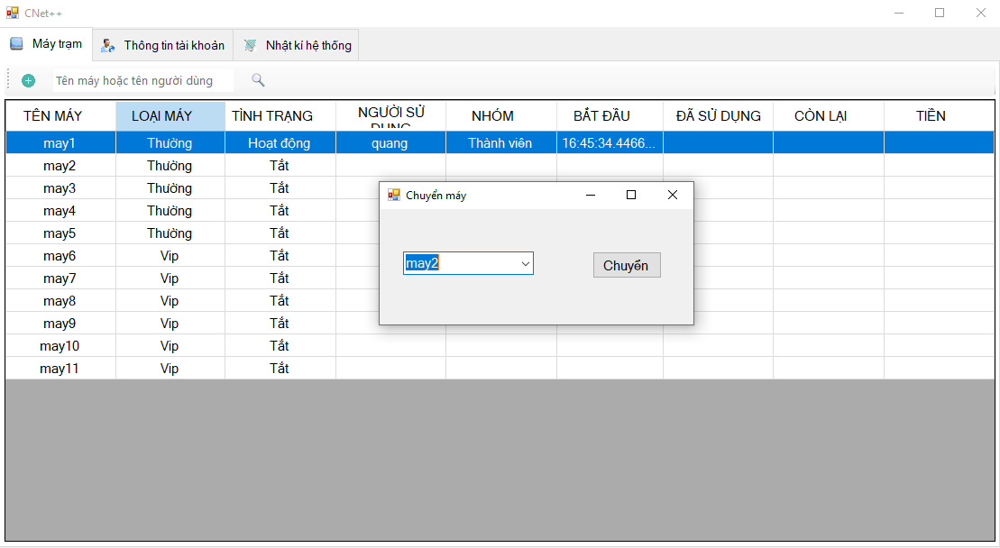 CNet++
Máy trạm Thông tin tài khoản Nhật kí hệ thống
Tên máy hoặc tên người dùng
TÊN MÁY LOẠI MÁY TÌNH TRẠNG NGƯỜI SỬ DỤNG NHÓM BẮT ĐẦU ĐÃ SỬ DỤNG CÒN LẠI TIỀN
may1 Thường Hoạt động quang Thành viên 16:45:34.4466...
may2 Thường Tắt
may3 Thường Tắt
may4 Thường Tắt
may5 Thường Tắt
may6 Vip Tắt
may7 Vip Tắt
may8 Vip Tắt
may9 Vip Tắt
may10 Vip Tắt
may11 Vip Tắt
Chuyển máy
may2 Chuyển